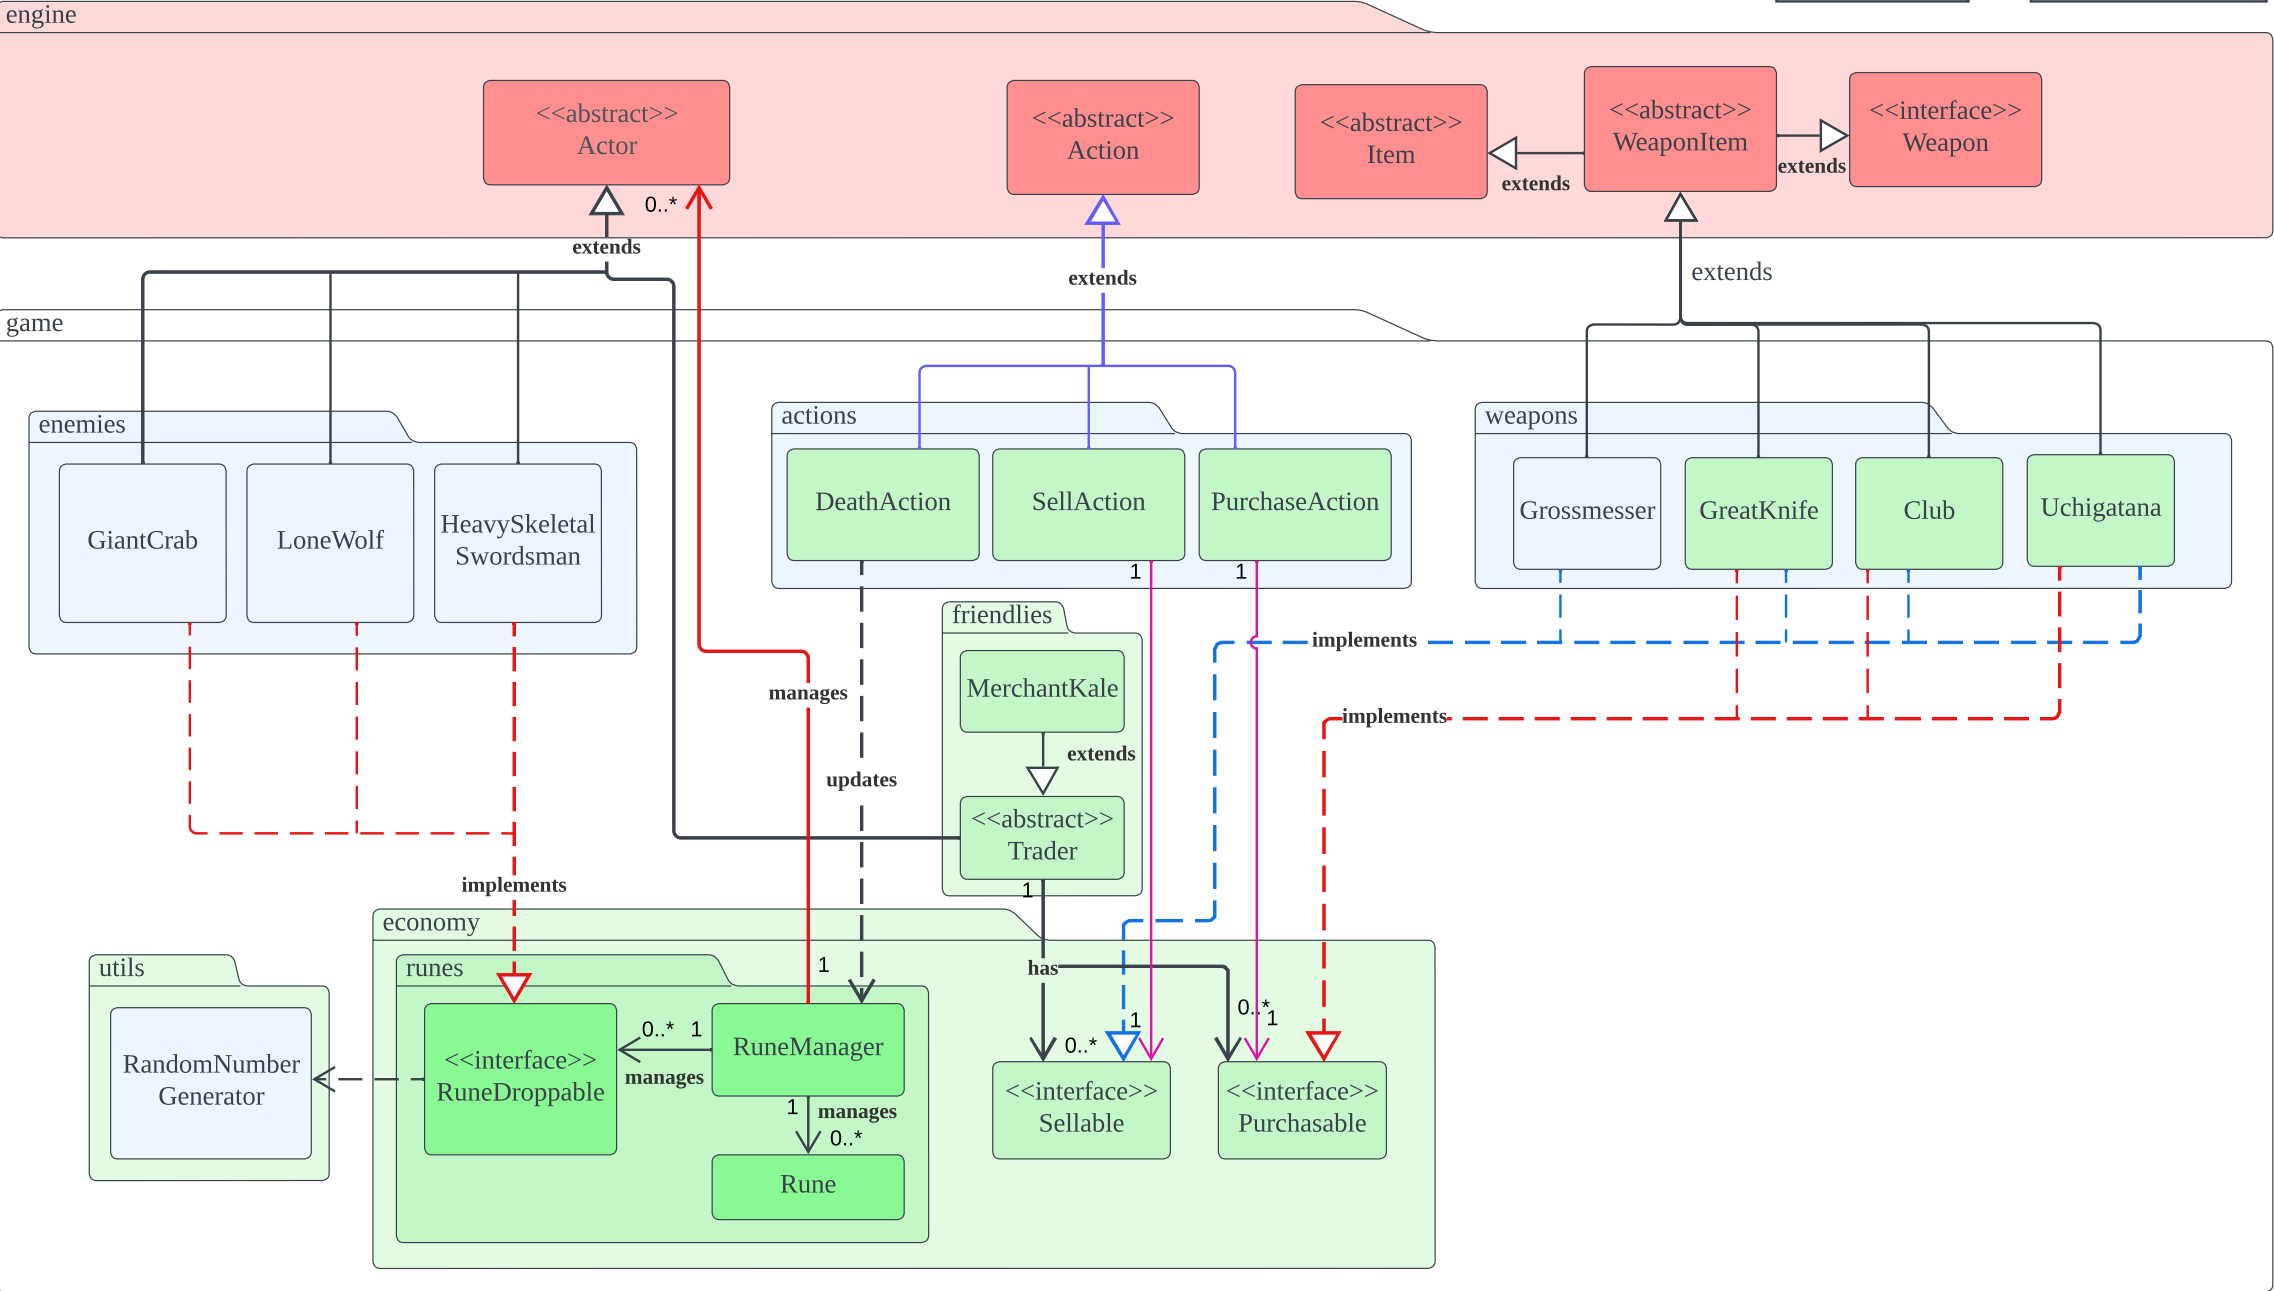 engine
<<abstract>>
Actor
<<abstract>>
Action
<<abstract>>
Item
<<abstract>>
WeaponItem
<<interface>>
Weapon
extends
extends
0..*
extends
extends
extends
game
enemies
GiantCrab
LoneWolf
HeavySkeletal
Swordsman
actions
DeathAction
SellAction
PurchaseAction
1
1
weapons
Grossmesser
GreatKnife
Club
Uchigatana
friendlies
MerchantKale
extends
<<abstract>>
Trader
1
implements
implements
manages
updates
implements
economy
utils
RandomNumber
Generator
runes
1
<<interface>>
RuneDroppable
0..*
1
manages
RuneManager
1
manages
0..*
Rune
has
0..*
1
0..*
1
<<interface>>
Sellable
<<interface>>
Purchasable